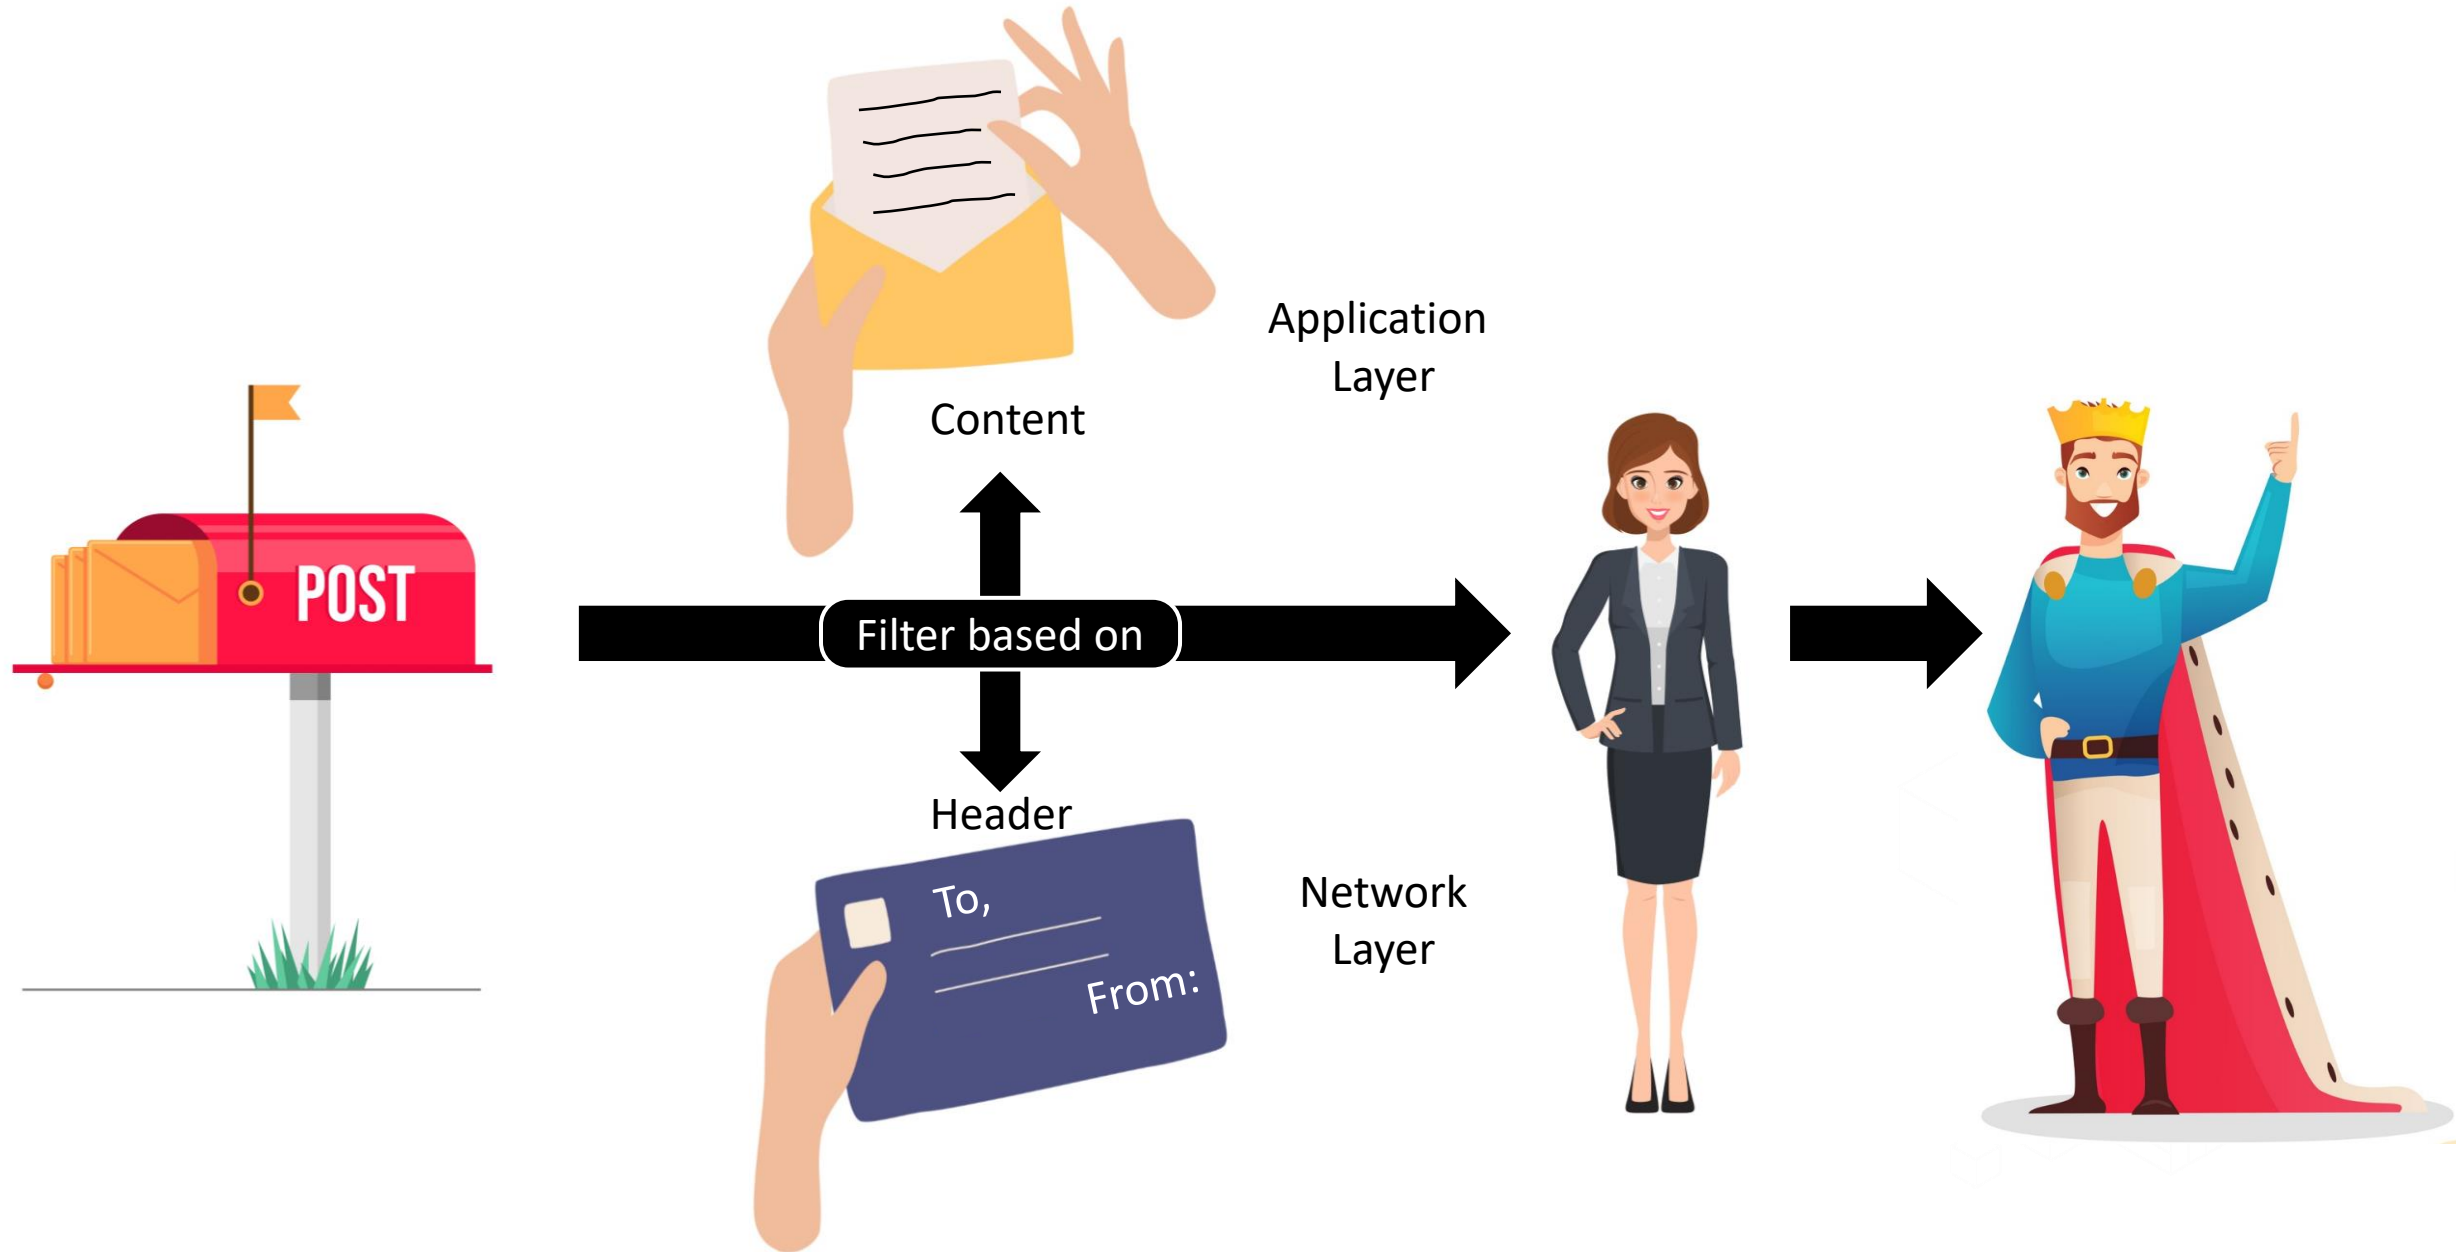 Application
Layer
Content
POST
Filter based on
Header
To,
From:
Network
Layer